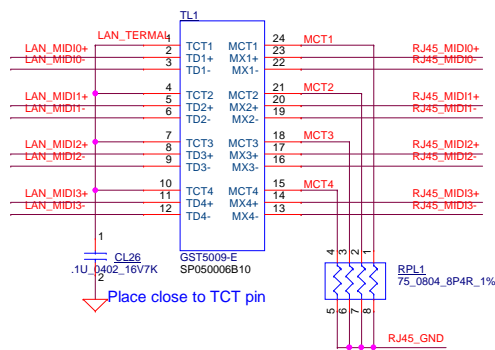 TL1
LAN_TERMAL 1 TCT1 MCT1 24 MCT1
LAN_MIDI0+ 2 TD1+ MX1+ 23 RJ45_MIDI0+
LAN_MIDI0- 3 TD1- MX1- 22 RJ45_MIDI0-
4 TCT2 MCT2 21 MCT2
LAN_MIDI1+ 5 TD2+ MX2+ 20 RJ45_MIDI1+
LAN_MIDI1- 6 TD2- MX2- 19 RJ45_MIDI1-
7 TCT3 MCT3 18 MCT3
LAN_MIDI2+ 8 TD3+ MX3+ 17 RJ45_MIDI2+
LAN_MIDI2- 9 TD3- MX3- 16 RJ45_MIDI2-
10 TCT4 MCT4 15 MCT4
LAN_MIDI3+ 11 TD4+ MX4+ 14 RJ45_MIDI3+
LAN_MIDI3- 12 TD4- MX4- 13 RJ45_MIDI3-
GST5009-E
SP050006B10
1
CL26
.1U_0402_16V7K
2
Place close to TCT pin
4 3 2 1
RPL1
75_0804_8P4R_1%
5 6 7 8
RJ45_GND